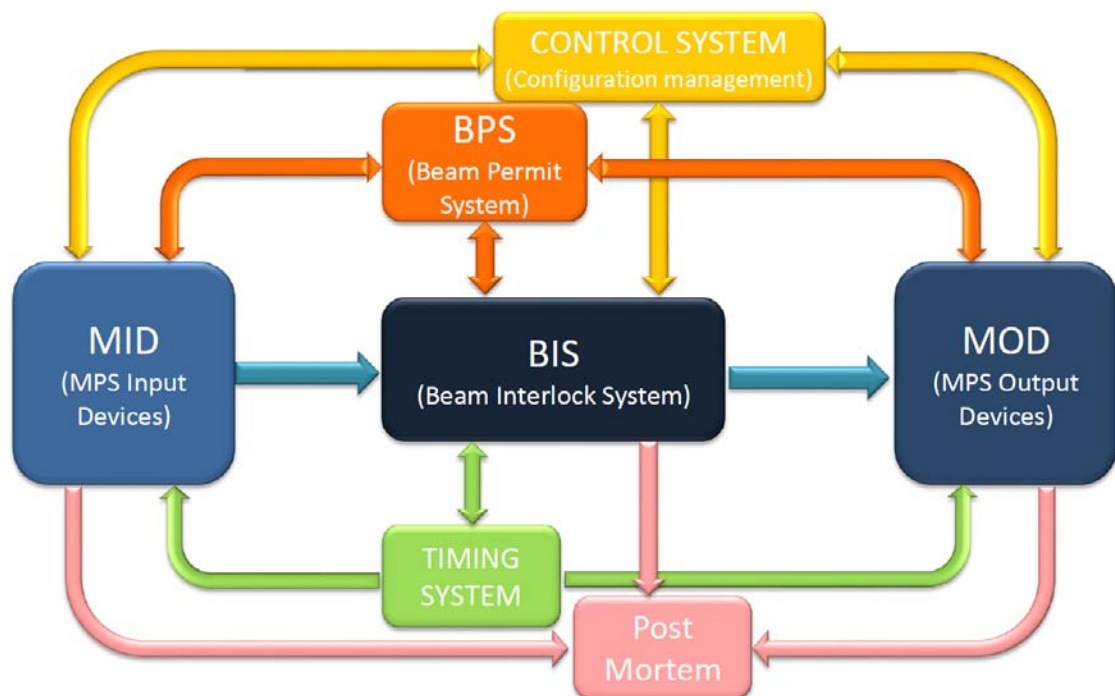 CONTROL SYSTEM
(Configuration management)
BPS
(Beam Permit
System)
MID
(MPS Input
Devices)
BIS
(Beam Interlock System)
MOD
(MPS Output
Devices)
TIMING
SYSTEM
Post
Mortem